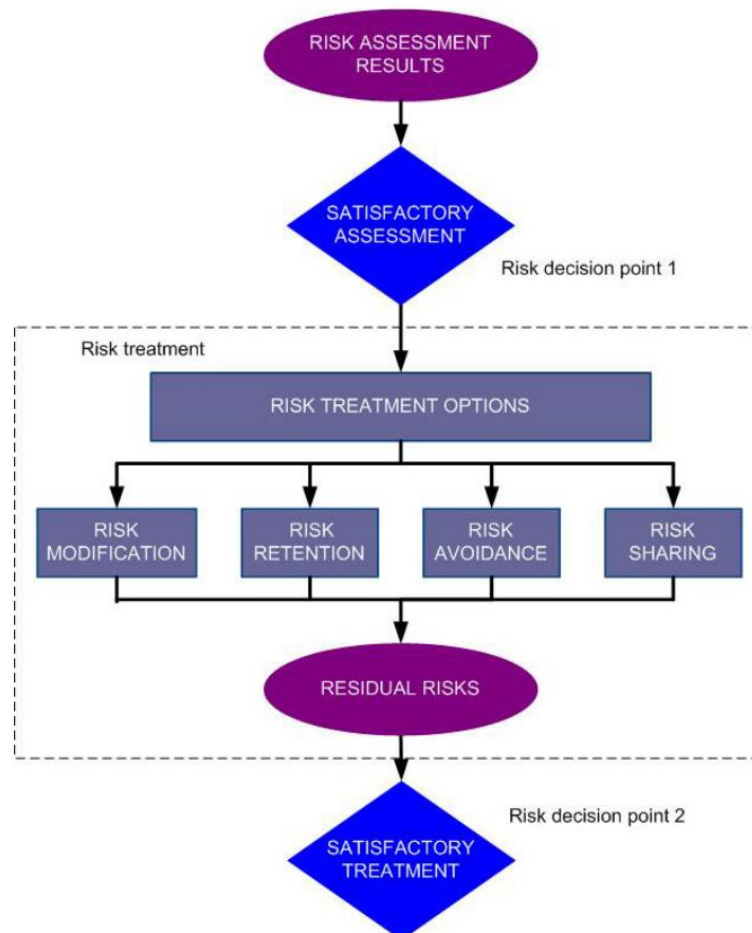 RISK ASSESSMENT
RESULTS
SATISFACTORY
ASSESSMENT
Risk decision point 1
Risk treatment
RISK TREATMENT OPTIONS
RISK
MODIFICATION
RISK
RETENTION
RISK
AVOIDANCE
RISK
SHARING
RESIDUAL RISKS
Risk decision point 2
SATISFACTORY
TREATMENT